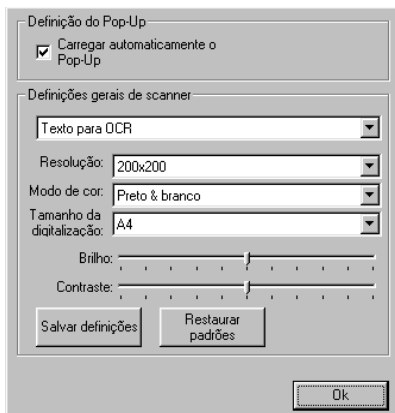 Definição do Pop-Up
Carregar automaticamente o
Pop-Up
Definições gerais de scanner
Texto para OCR
Resolução: 200x200
Modo de cor: Preto & branco
Tamanho da
digitalização: A4
Brilho:
Contraste:
Salvar definições
Restaurar
padrões
Ok